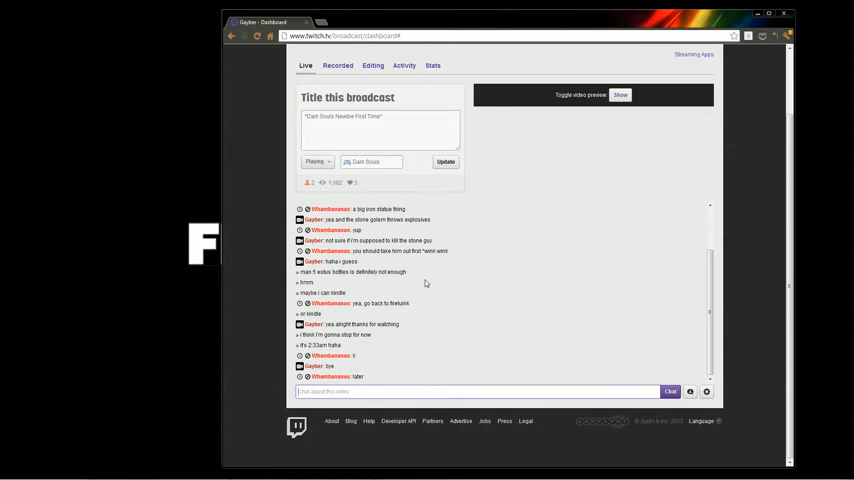 Gayber - Dashboard
www.twitch.tv/broadcast/dashboard#
Streaming Apps
Live Recorded Editing Activity Stats
Title this broadcast
Toggle video preview: Show
"Dark Souls Newbie First Time"
Playing Dark Souls Update
2 1,082 3
F
Whambananas: a big iron statue thing
Gayber: yea and the stone golem throws explosives
Whambananas: yup
Gayber: not sure if I'm supposed to kill the stone guy
Whambananas: you should take him out first *wink wink
Gayber: haha i guess
» man 5 estus bottles is definitely not enough
» hmm
» maybe i can kindle
Whambananas: yea, go back to fireluink
» or kindle
Gayber: yea alright thanks for watching
» i think i'm gonna stop for now
» it's 2:33am haha
Whambananas: k
Gayber: bye
Whambananas: later
Chat about this video Chat
About Blog Help Developer API Partners Advertise Jobs Press Legal
2012 Language